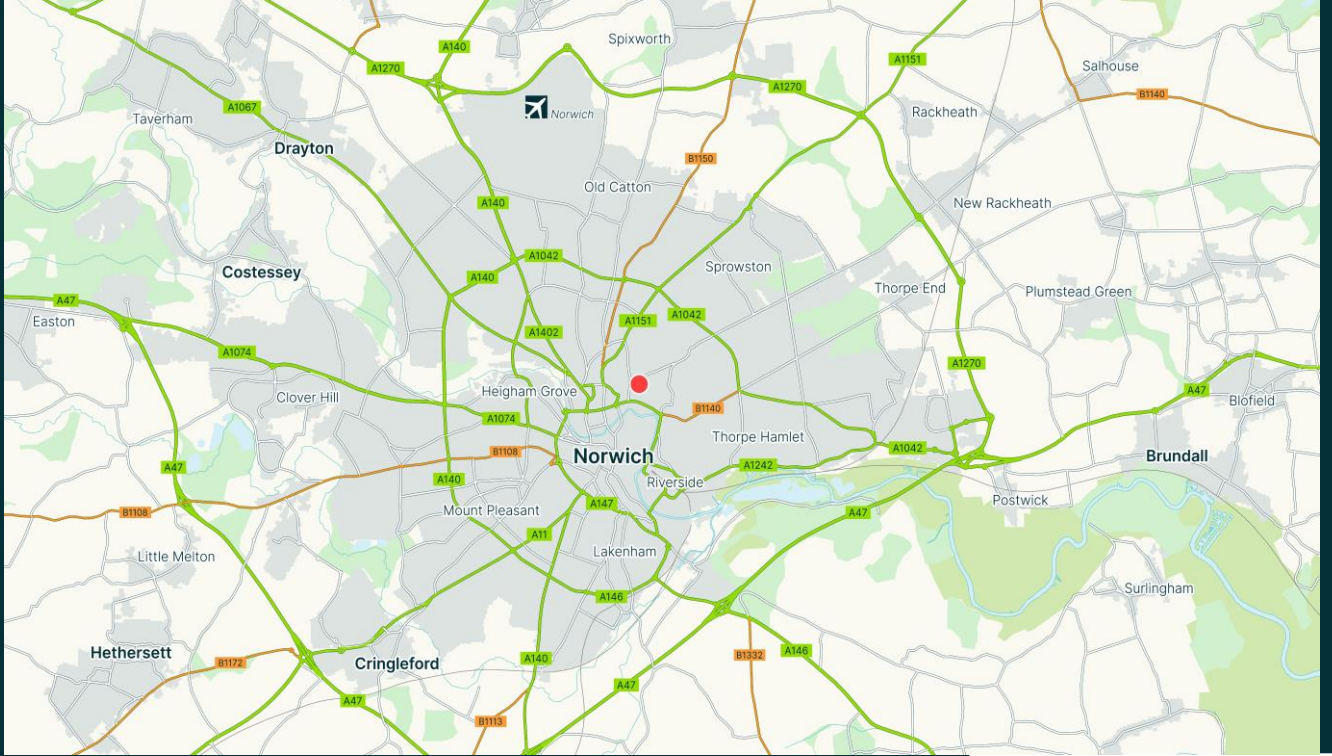 Spixworth
A140
A1151
A1270
Salhouse
A1270
B1140
A1067
Norwich
Rackheath
Taverham
Drayton
B1150
Old Catton
A140
New Rackheath
A1042
Sprowston
Costessey
A140
Thorpe End
Plumstead Green
A47
Easton
A1151
A1042
A1402
A1074
A1270
Heigham Grove
A47
Clover Hill
Blofield
B1140
A1074
Thorpe Hamlet
A1042
B1108
Norwich
Brundall
A47
A1242
A140
Riverside
Postwick
B1108
Mount Pleasant
A147
A47
A11
Little Melton
Lakenham
Surlingham
A146
Hethersett
B1172
Cringleford
A140
B1332
A146
A47
A47
B1113